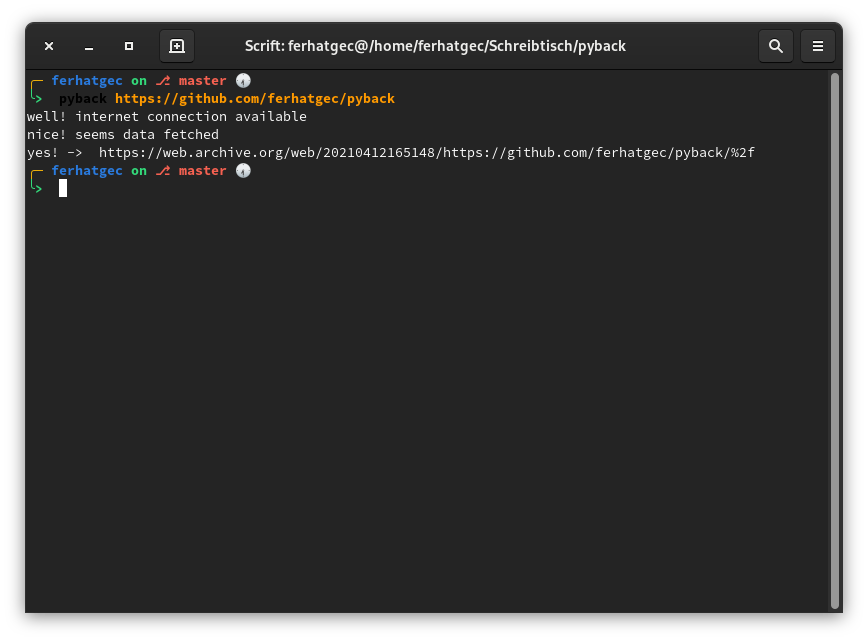 Scrift: ferhatgec@/home/ferhatgec/Schreibtisch/pyback
ferhatgec on ⎇ master
> pyback https://github.com/ferhatgec/pyback
well! internet connection available
nice! seems data fetched
yes! -> https://web.archive.org/web/20210412165148/https://github.com/ferhatgec/pyback/%2f
ferhatgec on ⎇ master
>